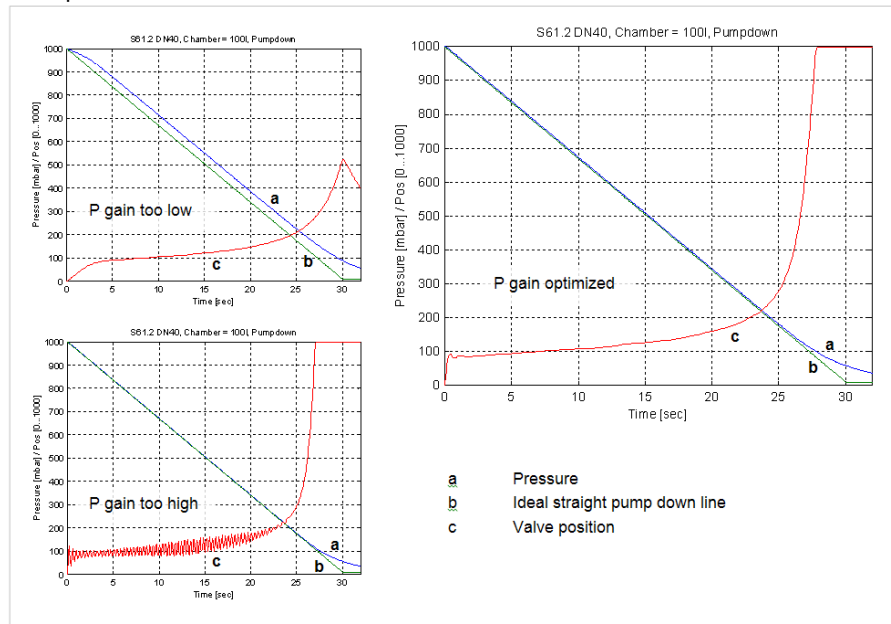 S61.2 DN40, Chamber = 100l, Pumpdown
1000
900
800
700
600
500
400
300
200
100
0
Pressure [mbar] / Pos [0...1000]
P gain too low
a
b
c
0 5 10 15 20 25 30
Time [sec]
S61.2 DN40, Chamber = 100l, Pumpdown
1000
900
800
700
600
500
400
300
200
100
0
Pressure [mbar] / Pos [0...1000]
P gain too high
a
b
c
0 5 10 15 20 25 30
Time [sec]
S61.2 DN40, Chamber = 100l, Pumpdown
1000
900
800
700
600
500
400
300
200
100
0
Pressure [mbar] / Pos [0...1000]
P gain optimized
c
a
b
0 5 10 15 20 25 30
Time [sec]
a Pressure
b Ideal straight pump down line
c Valve position